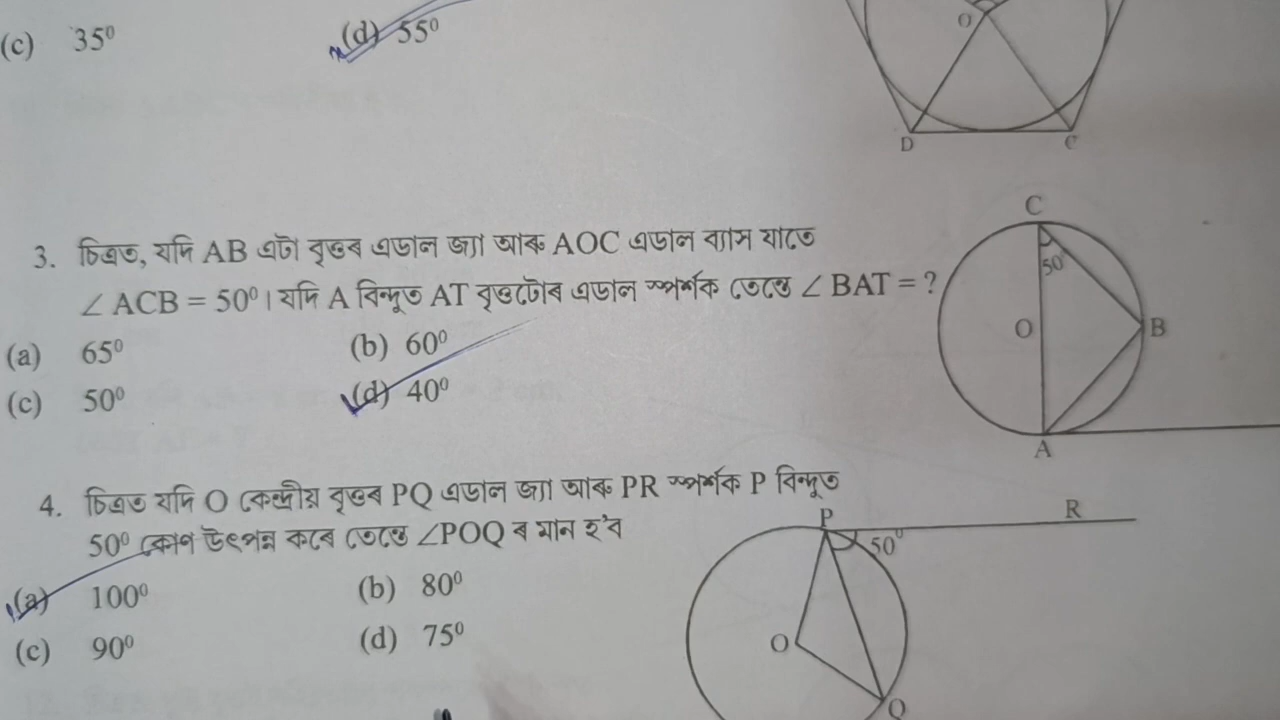 (c) 35⁰ (d) 55⁰
O
D C
3. চিত্ৰত, যদি AB এটা বৃত্তৰ এডাল জ্যা আৰু AOC এডাল ব্যাস যাতে
∠ ACB = 50⁰। যদি A বিন্দুত AT বৃত্তটোৰ এডাল স্পৰ্শক তেন্তে ∠ BAT = ?
(a) 65⁰ (b) 60⁰
(c) 50⁰ (d) 40⁰
C
50
O B
A
4. চিত্ৰত যদি O কেন্দ্ৰীয় বৃত্তৰ PQ এডাল জ্যা আৰু PR স্পৰ্শক P বিন্দুত
50⁰ কোণ উৎপন্ন কৰে তেন্তে ∠POQ ৰ মান হ'ব
(a) 100⁰ (b) 80⁰
(c) 90⁰ (d) 75⁰
P R
50⁰
O
Q